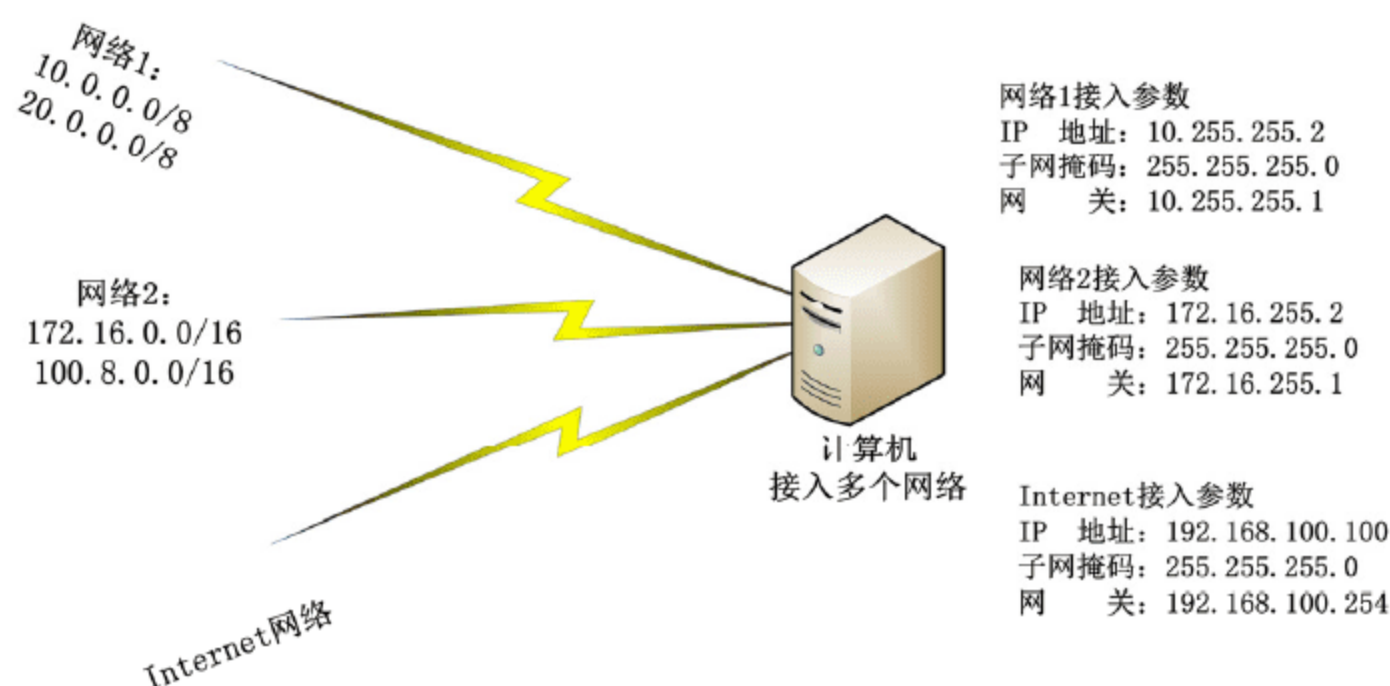 网络1:
10.0.0.0/8
20.0.0.0/8
网络2:
172.16.0.0/16
100.8.0.0/16
Internet网络
计算机
接入多个网络
网络1接入参数
IP 地址: 10.255.255.2
子网掩码: 255.255.255.0
网 关: 10.255.255.1
网络2接入参数
IP 地址: 172.16.255.2
子网掩码: 255.255.255.0
网 关: 172.16.255.1
Internet接入参数
IP 地址: 192.168.100.100
子网掩码: 255.255.255.0
网 关: 192.168.100.254